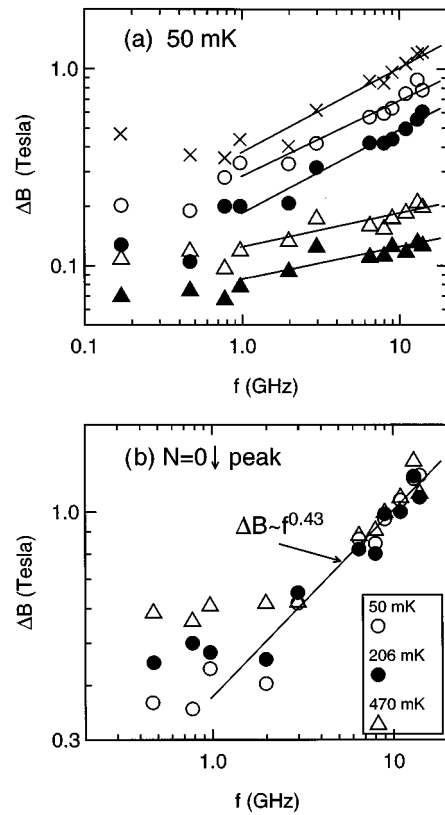 (a) 50 mK
1.0
0.1
ΔB (Tesla)
0.1
1.0
10
f (GHz)
(b) N=0↓ peak
ΔB~f^0.43
1.0
0.3
ΔB (Tesla)
50 mK
206 mK
470 mK
1.0
10
f (GHz)